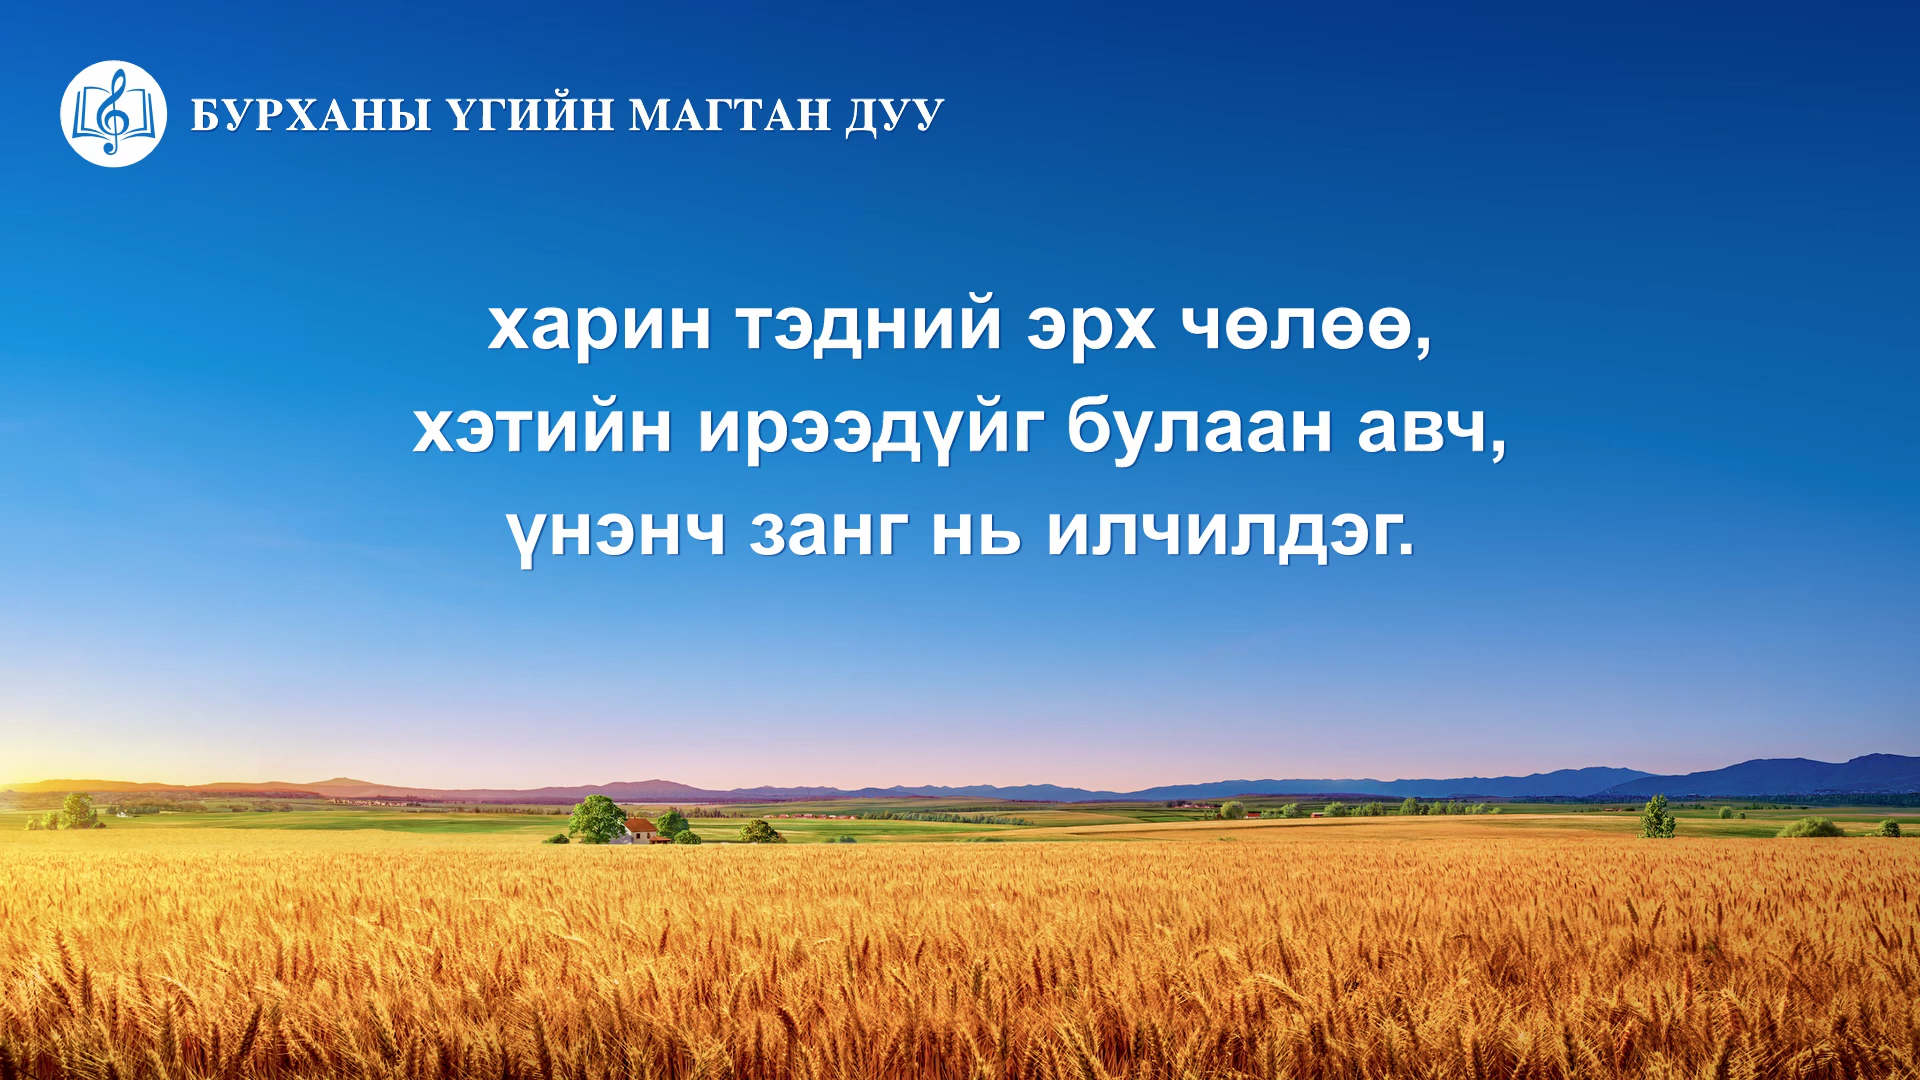 БУРХАНЫ ҮГИЙН МАГТАН ДУУ
харин тэдний эрх чөлөө,
хэтийн ирээдүйг булаан авч,
үнэнч занг нь илчилдэг.